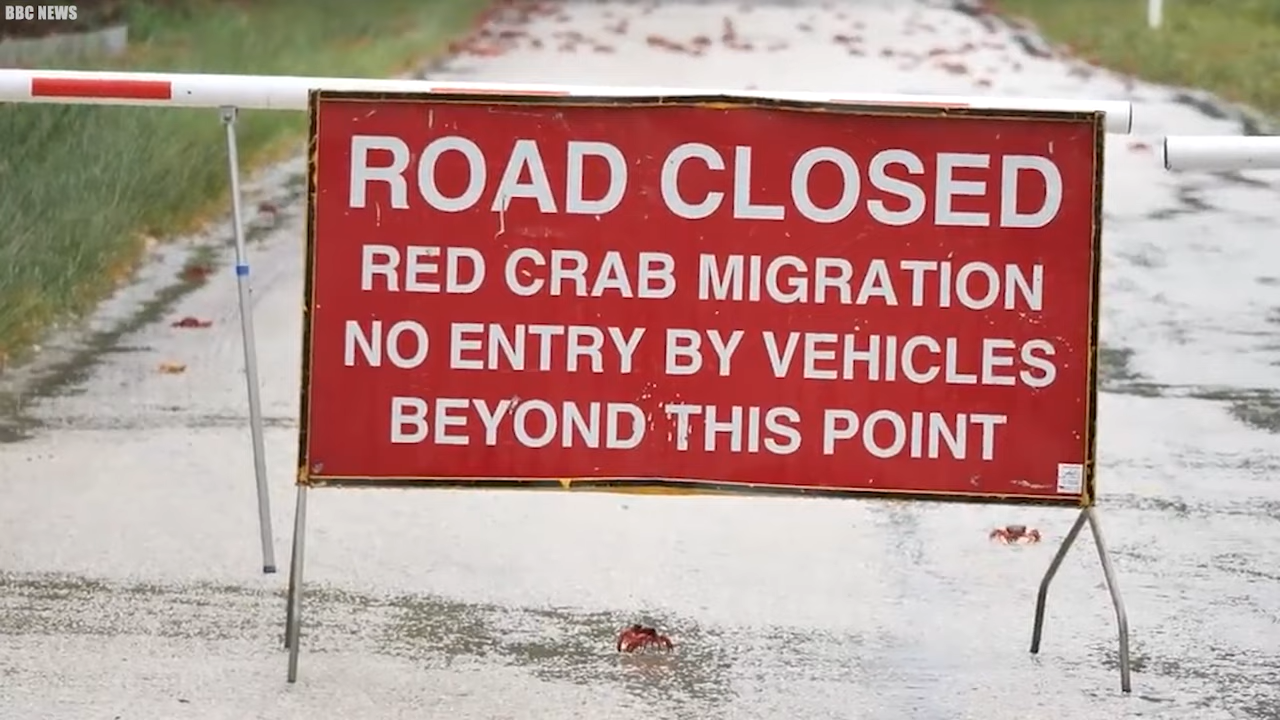 BBC NEWS
ROAD CLOSED
RED CRAB MIGRATION
NO ENTRY BY VEHICLES
BEYOND THIS POINT